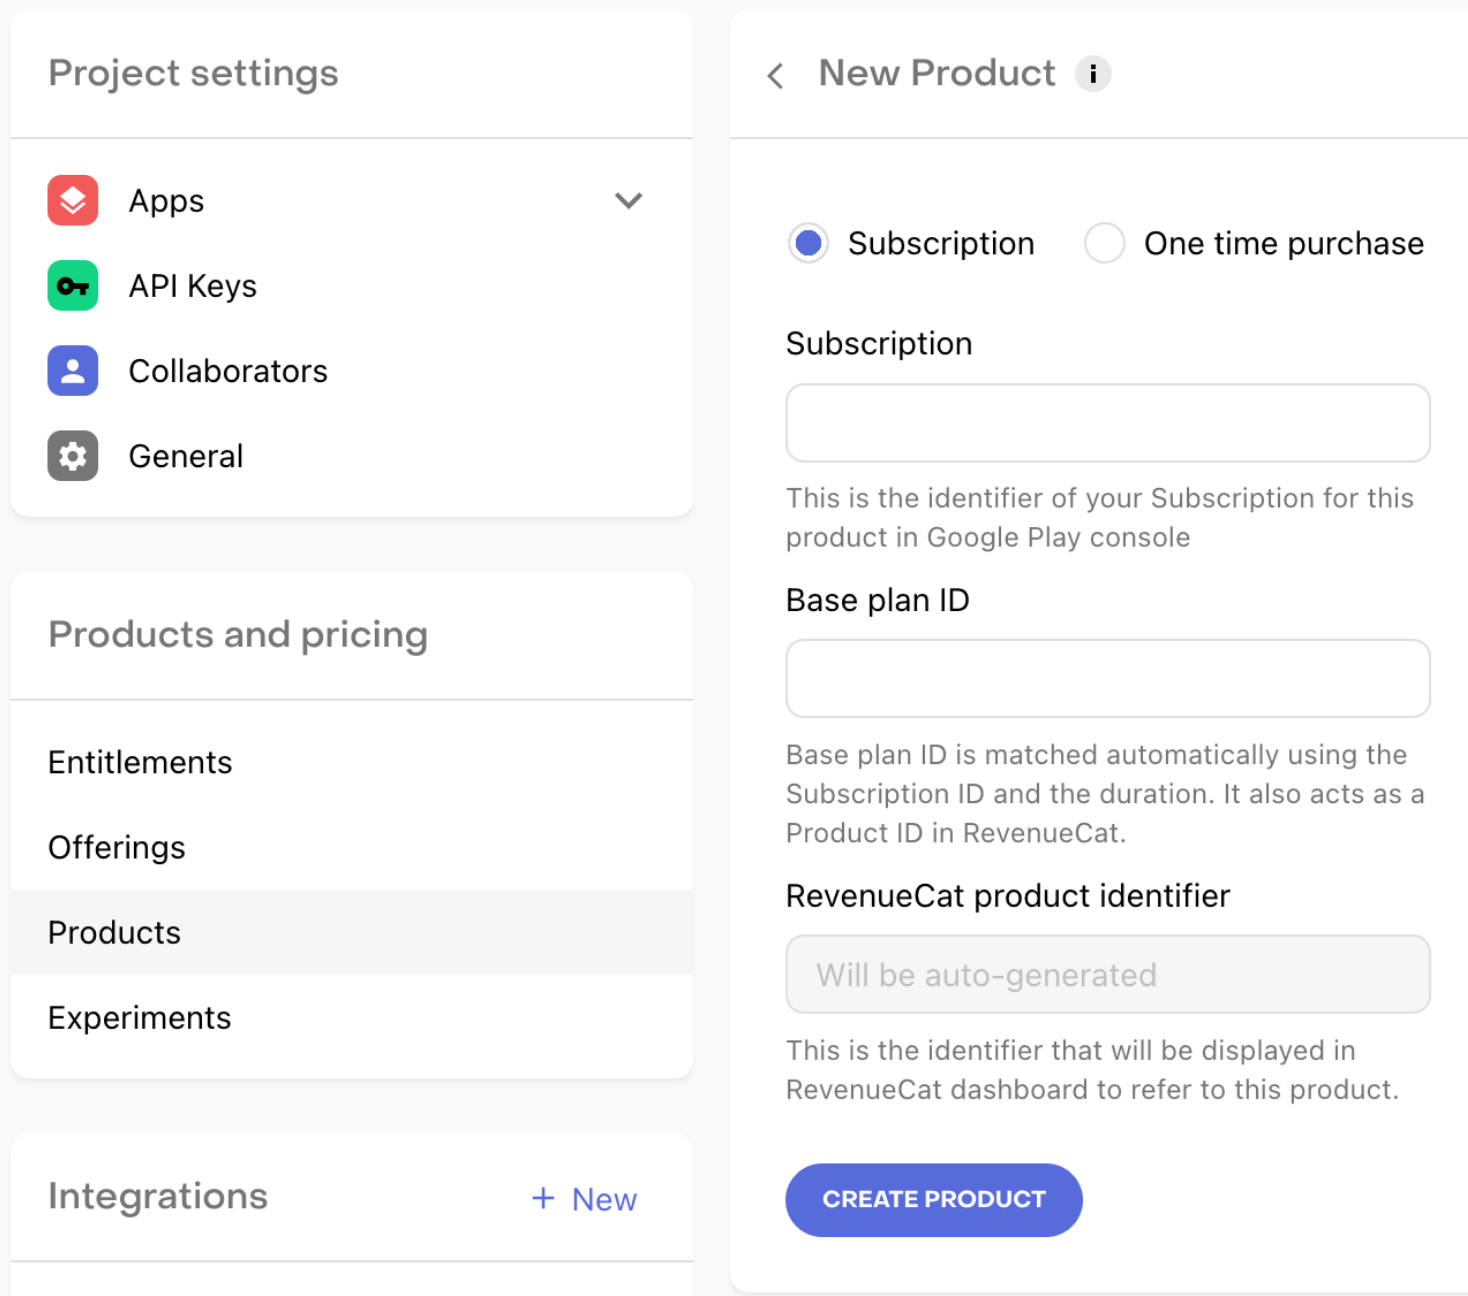 Project settings
Apps
API Keys
Collaborators
General
Products and pricing
Entitlements
Offerings
Products
Experiments
Integrations
+ New
New Product i
Subscription
One time purchase
Subscription
This is the identifier of your Subscription for this
product in Google Play console
Base plan ID
Base plan ID is matched automatically using the
Subscription ID and the duration. It also acts as a
Product ID in RevenueCat.
RevenueCat product identifier
Will be auto-generated
This is the identifier that will be displayed in
RevenueCat dashboard to refer to this product.
CREATE PRODUCT